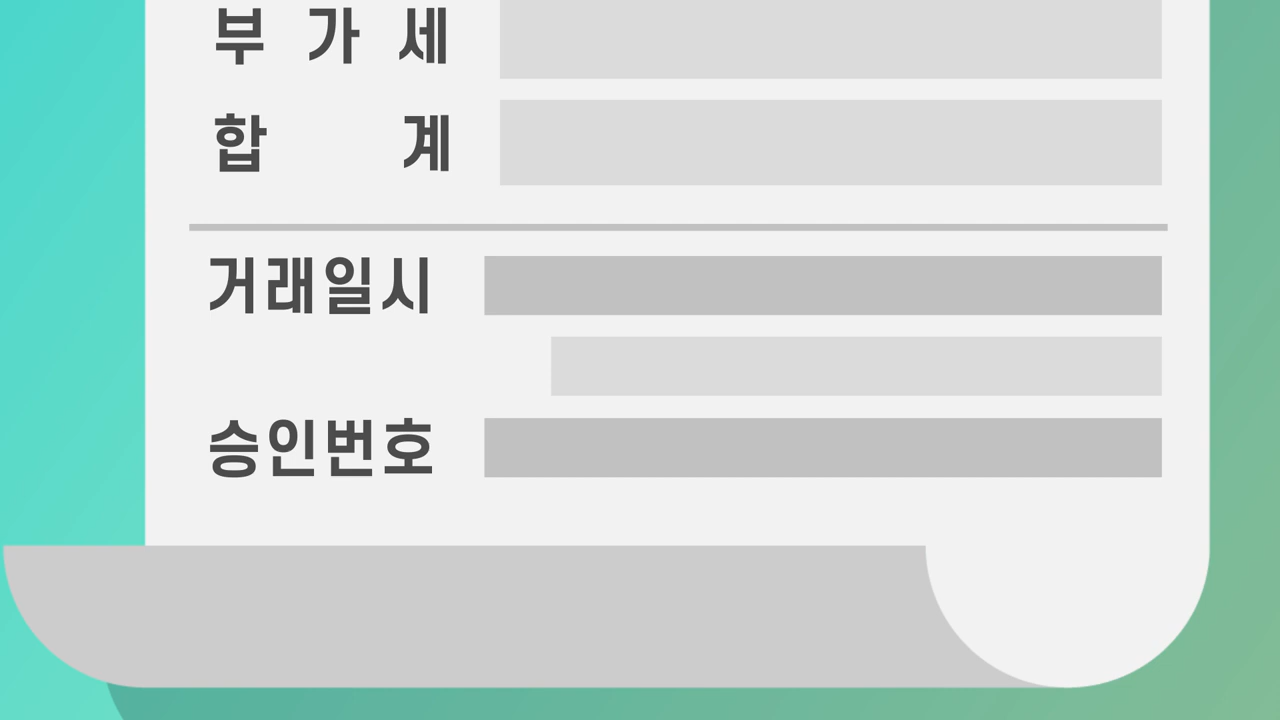 부 가 세
합 계
거래일시
승인번호